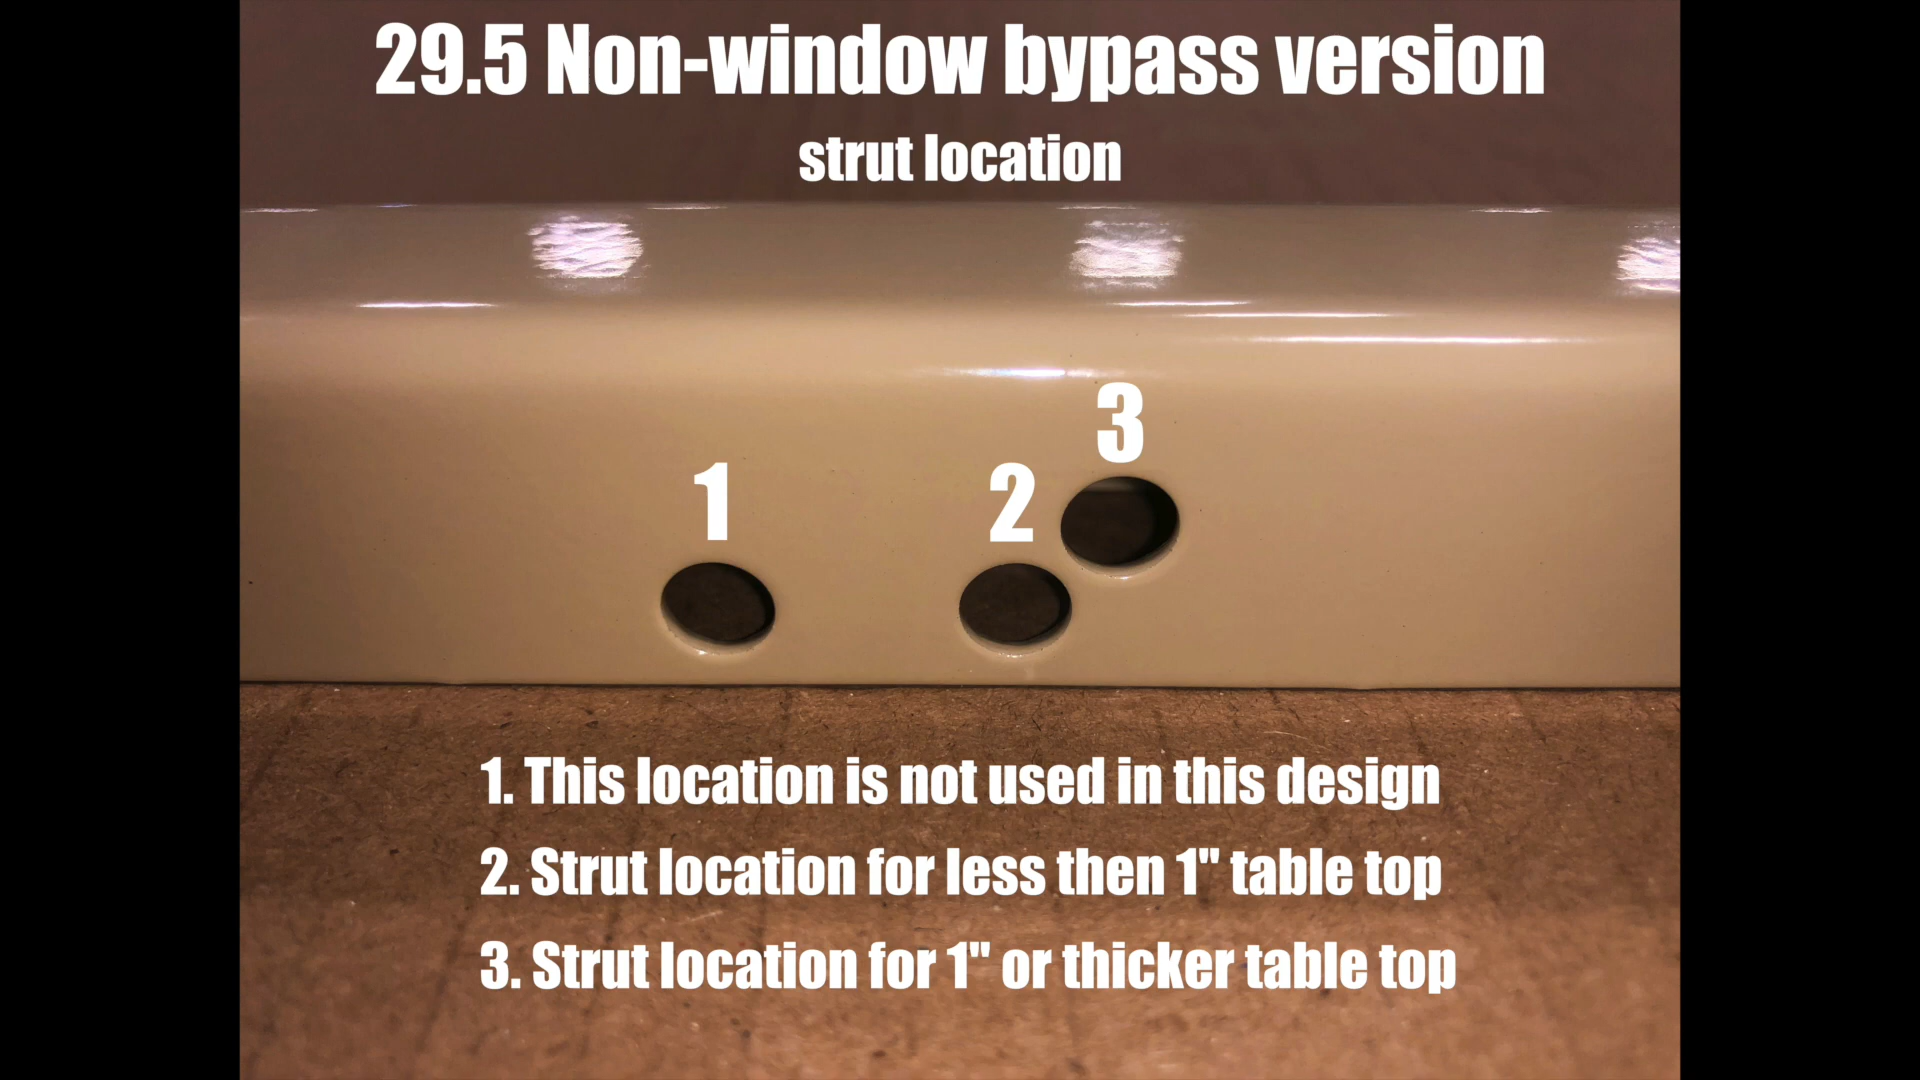 29.5 Non-window bypass version
strut location
3
1
2
1. This location is not used in this design
2. Strut location for less then 1" table top
3. Strut location for 1" or thicker table top